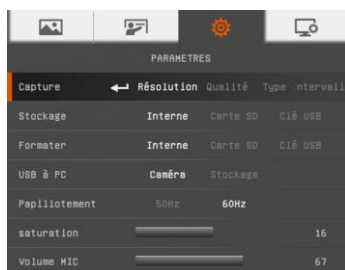 PARAMETRES
Capture Résolution Qualité Type ntervall
Stockage Interne Carte SD Clé USB
Formater Interne Carte SD Clé USB
USB à PC Caméra Stockage
Papillotement 50Hz 60Hz
saturation 16
Volume MIC 67